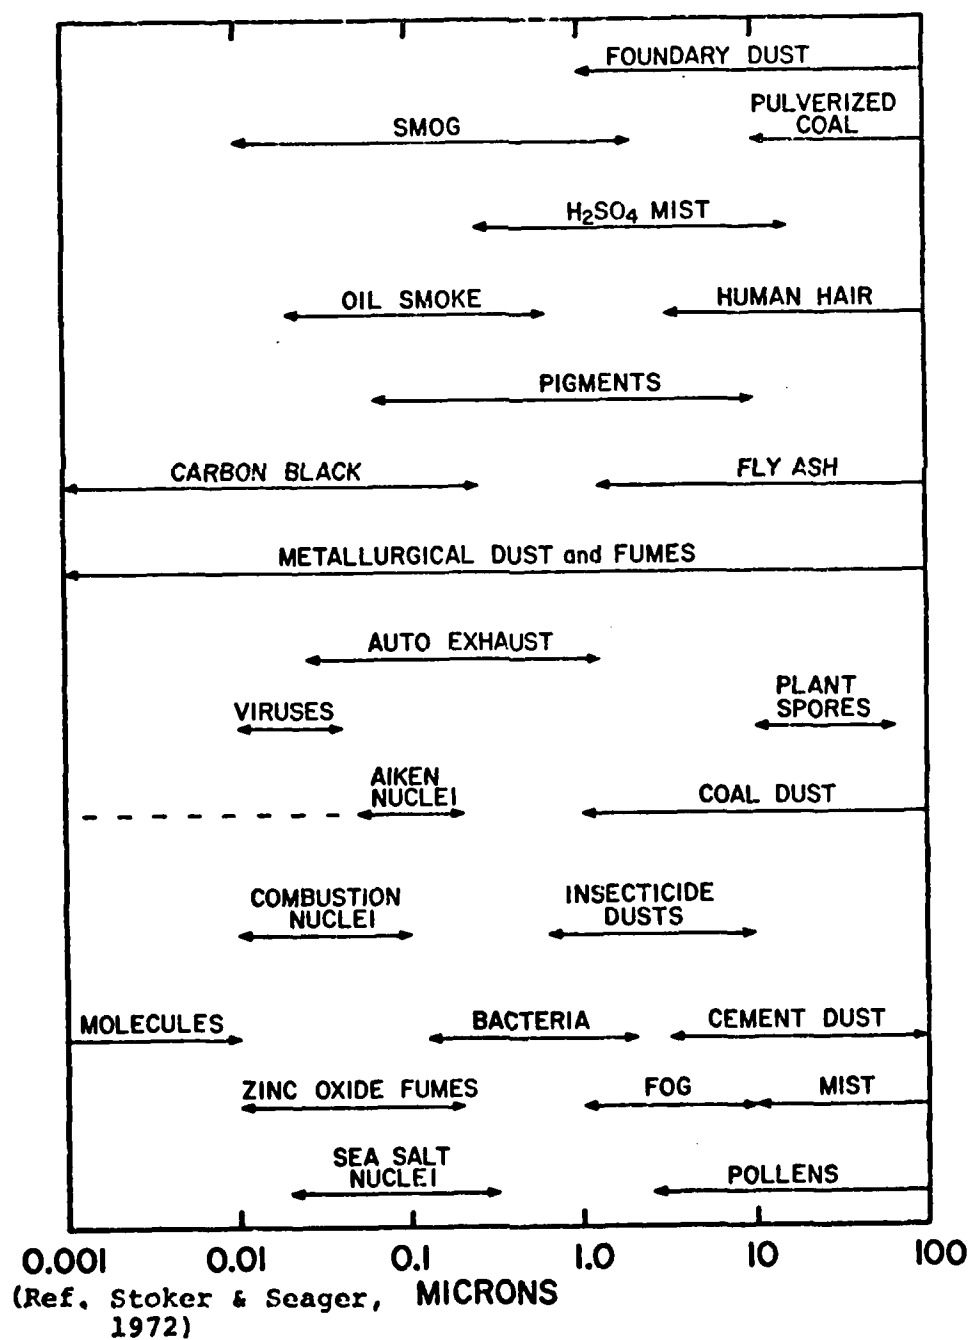 FOUNDARY DUST
PULVERIZED
COAL
SMOG
H₂SO₄ MIST
OIL SMOKE
HUMAN HAIR
PIGMENTS
CARBON BLACK
FLY ASH
METALLURGICAL DUST and FUMES
AUTO EXHAUST
PLANT
SPORES
VIRUSES
AIKEN
NUCLEI
COAL DUST
COMBUSTION
NUCLEI
INSECTICIDE
DUSTS
MOLECULES
BACTERIA
CEMENT DUST
ZINC OXIDE FUMES
FOG
MIST
SEA SALT
NUCLEI
POLLENS
0.001 0.01 0.1 1.0 10 100
MICRONS
(Ref. Stoker & Seager,
1972)